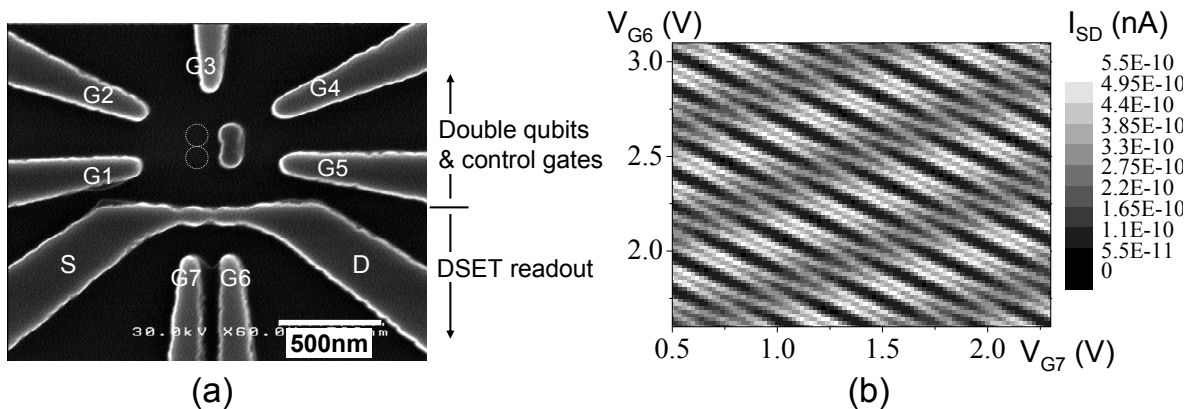 G3
G2
G4
G1
G5
S
D
G7
G6
30.0kV X60.0
500nm
Double qubits
& control gates
DSET readout
(a)
V_G6 (V)
3.0
2.5
2.0
0.5
1.0
1.5
2.0
V_G7 (V)
I_SD (nA)
5.5E-10
4.95E-10
4.4E-10
3.85E-10
3.3E-10
2.75E-10
2.2E-10
1.65E-10
1.1E-10
5.5E-11
0
(b)